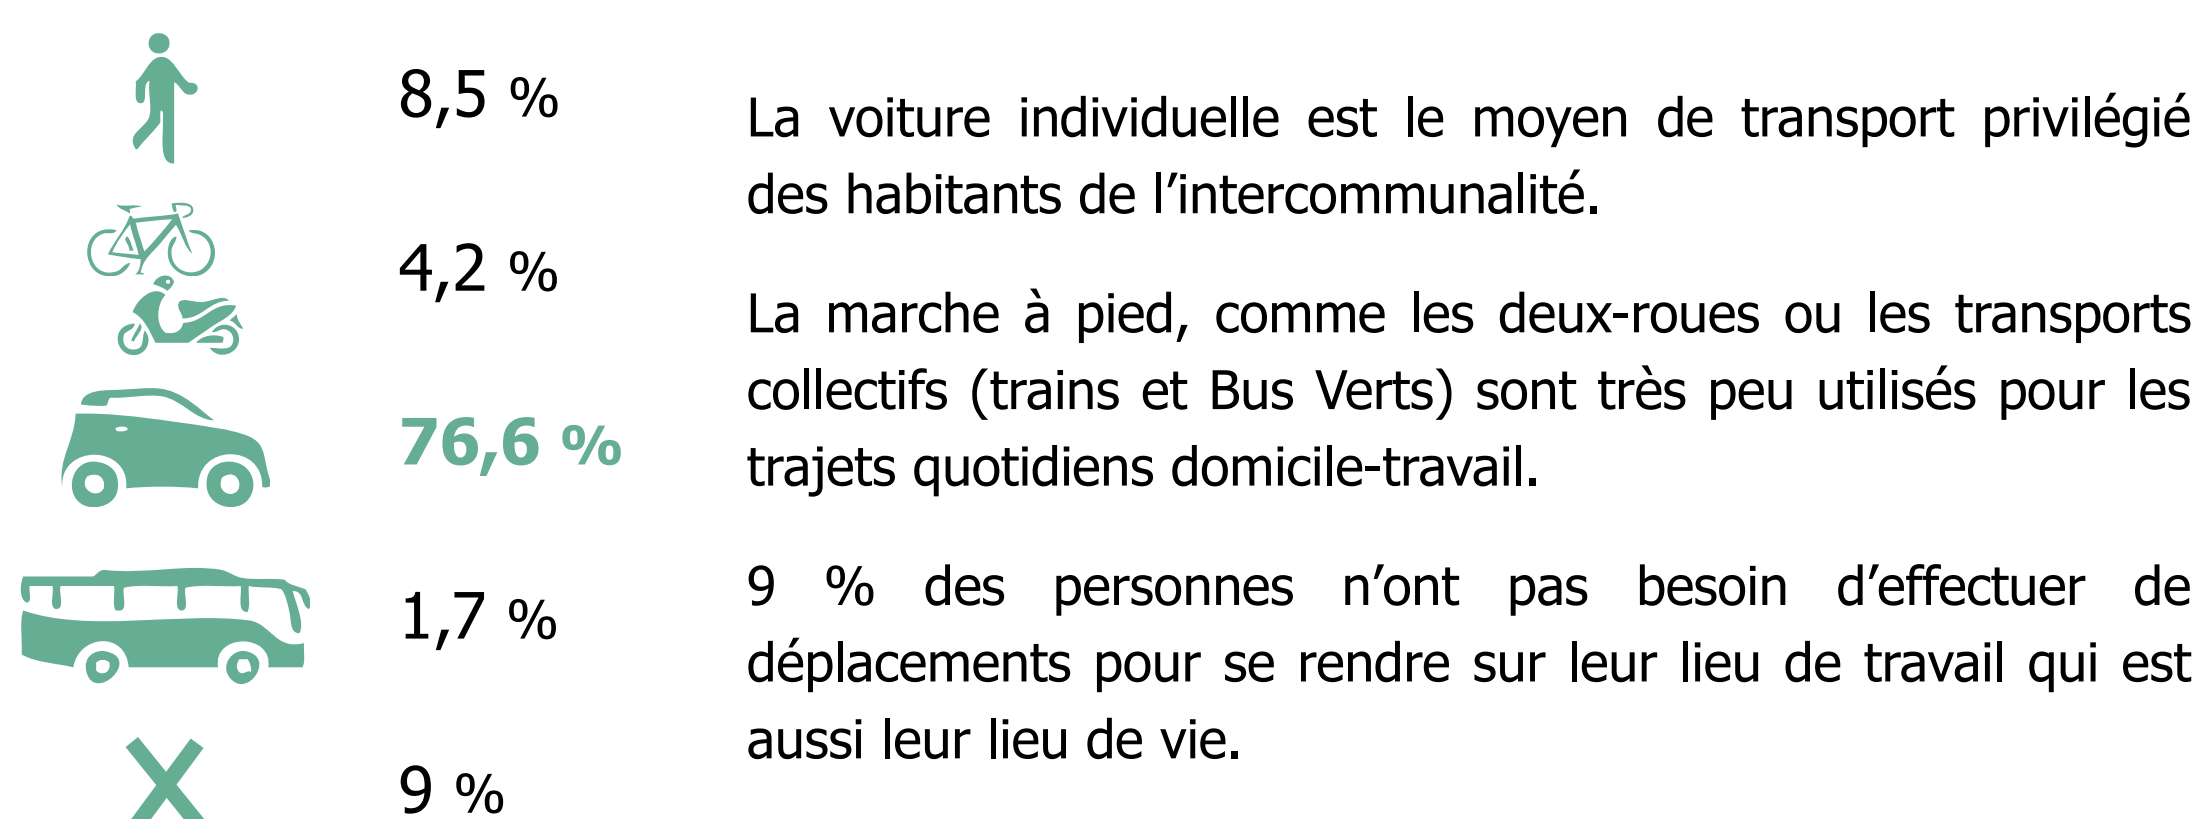 8,5 %
4,2 %
76,6 %
1,7 %
9 %
La voiture individuelle est le moyen de transport privilégié
des habitants de l’intercommunalité.
La marche à pied, comme les deux-roues ou les transports
collectifs (trains et Bus Verts) sont très peu utilisés pour les
trajets quotidiens domicile-travail.
9 % des personnes n’ont pas besoin d’effectuer de
déplacements pour se rendre sur leur lieu de travail qui est
aussi leur lieu de vie.